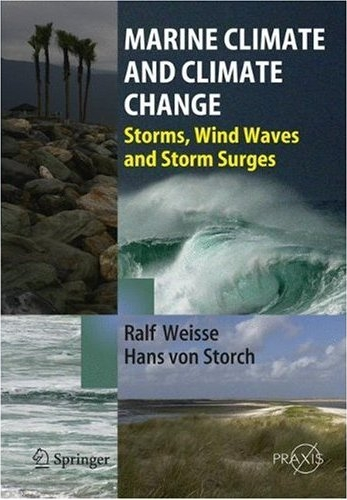 MARINE CLIMATE
AND CLIMATE
CHANGE
Storms, Wind Waves
and Storm Surges
Ralf Weisse
Hans von Storch
Springer
PRAXIS